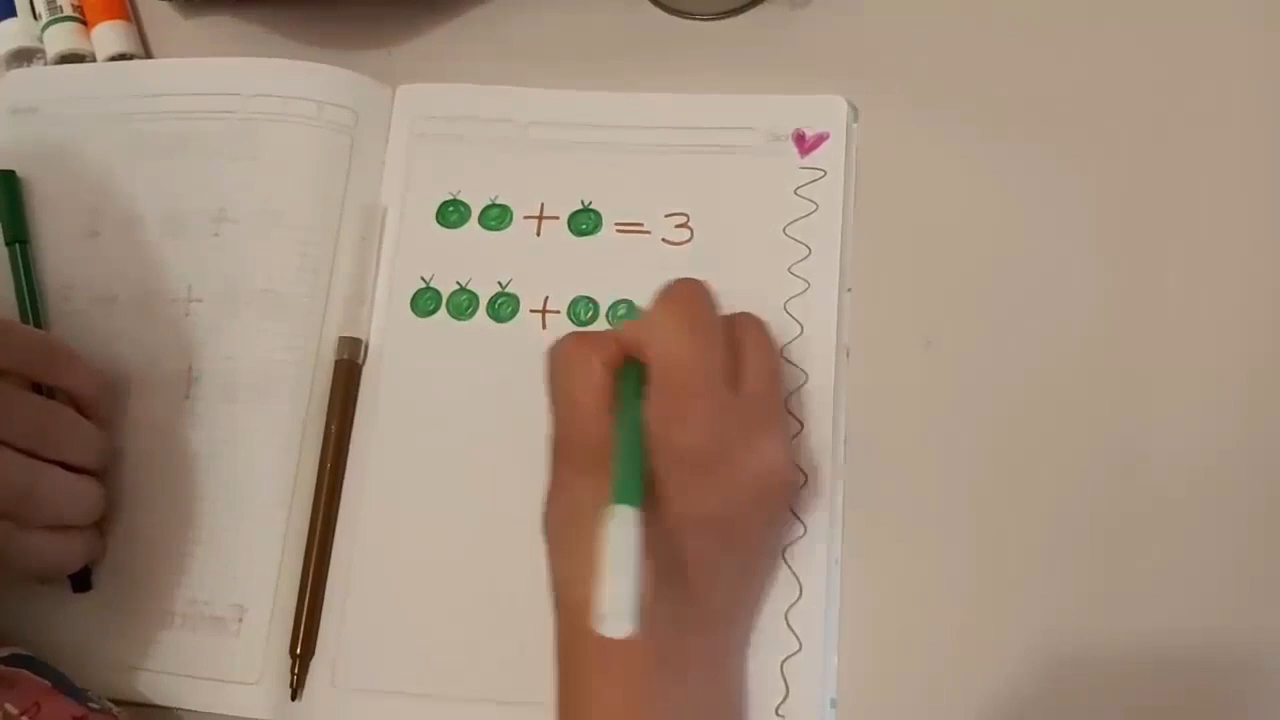 + = 3
+